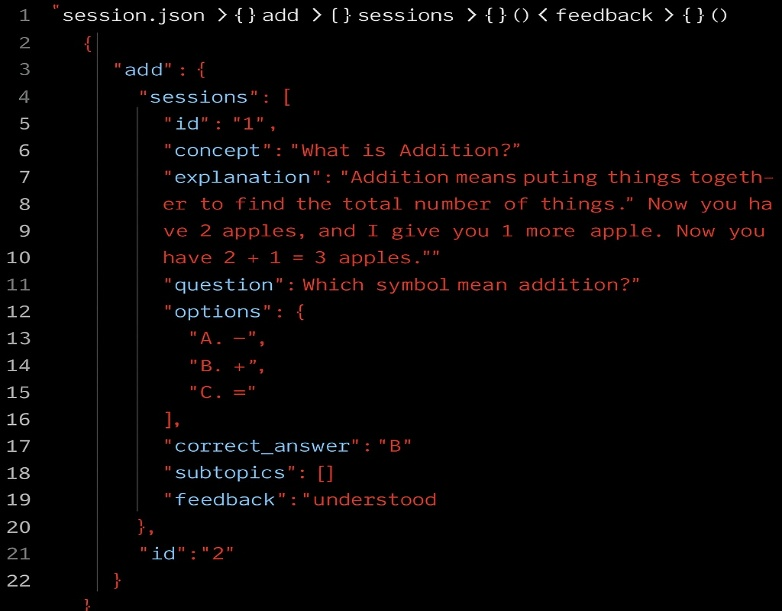 1 "session.json >{}add >[]sessions >{}()<feedback >{}()
2 {
3 "add": {
4 "sessions": [
5 "id": "1",
6 "concept": "What is Addition?"
7 "explanation": "Addition means puting things togeth-
8 er to find the total number of things." Now you ha
9 ve 2 apples, and I give you 1 more apple. Now you
10 have 2 + 1 = 3 apples.""
11 "question": Which symbol mean addition?"
12 "options": {
13 "A. −",
14 "B. +",
15 "C. ="
16 ],
17 "correct_answer": "B"
18 "subtopics": []
19 "feedback":"understood
20 },
21 "id":"2"
22 }
}